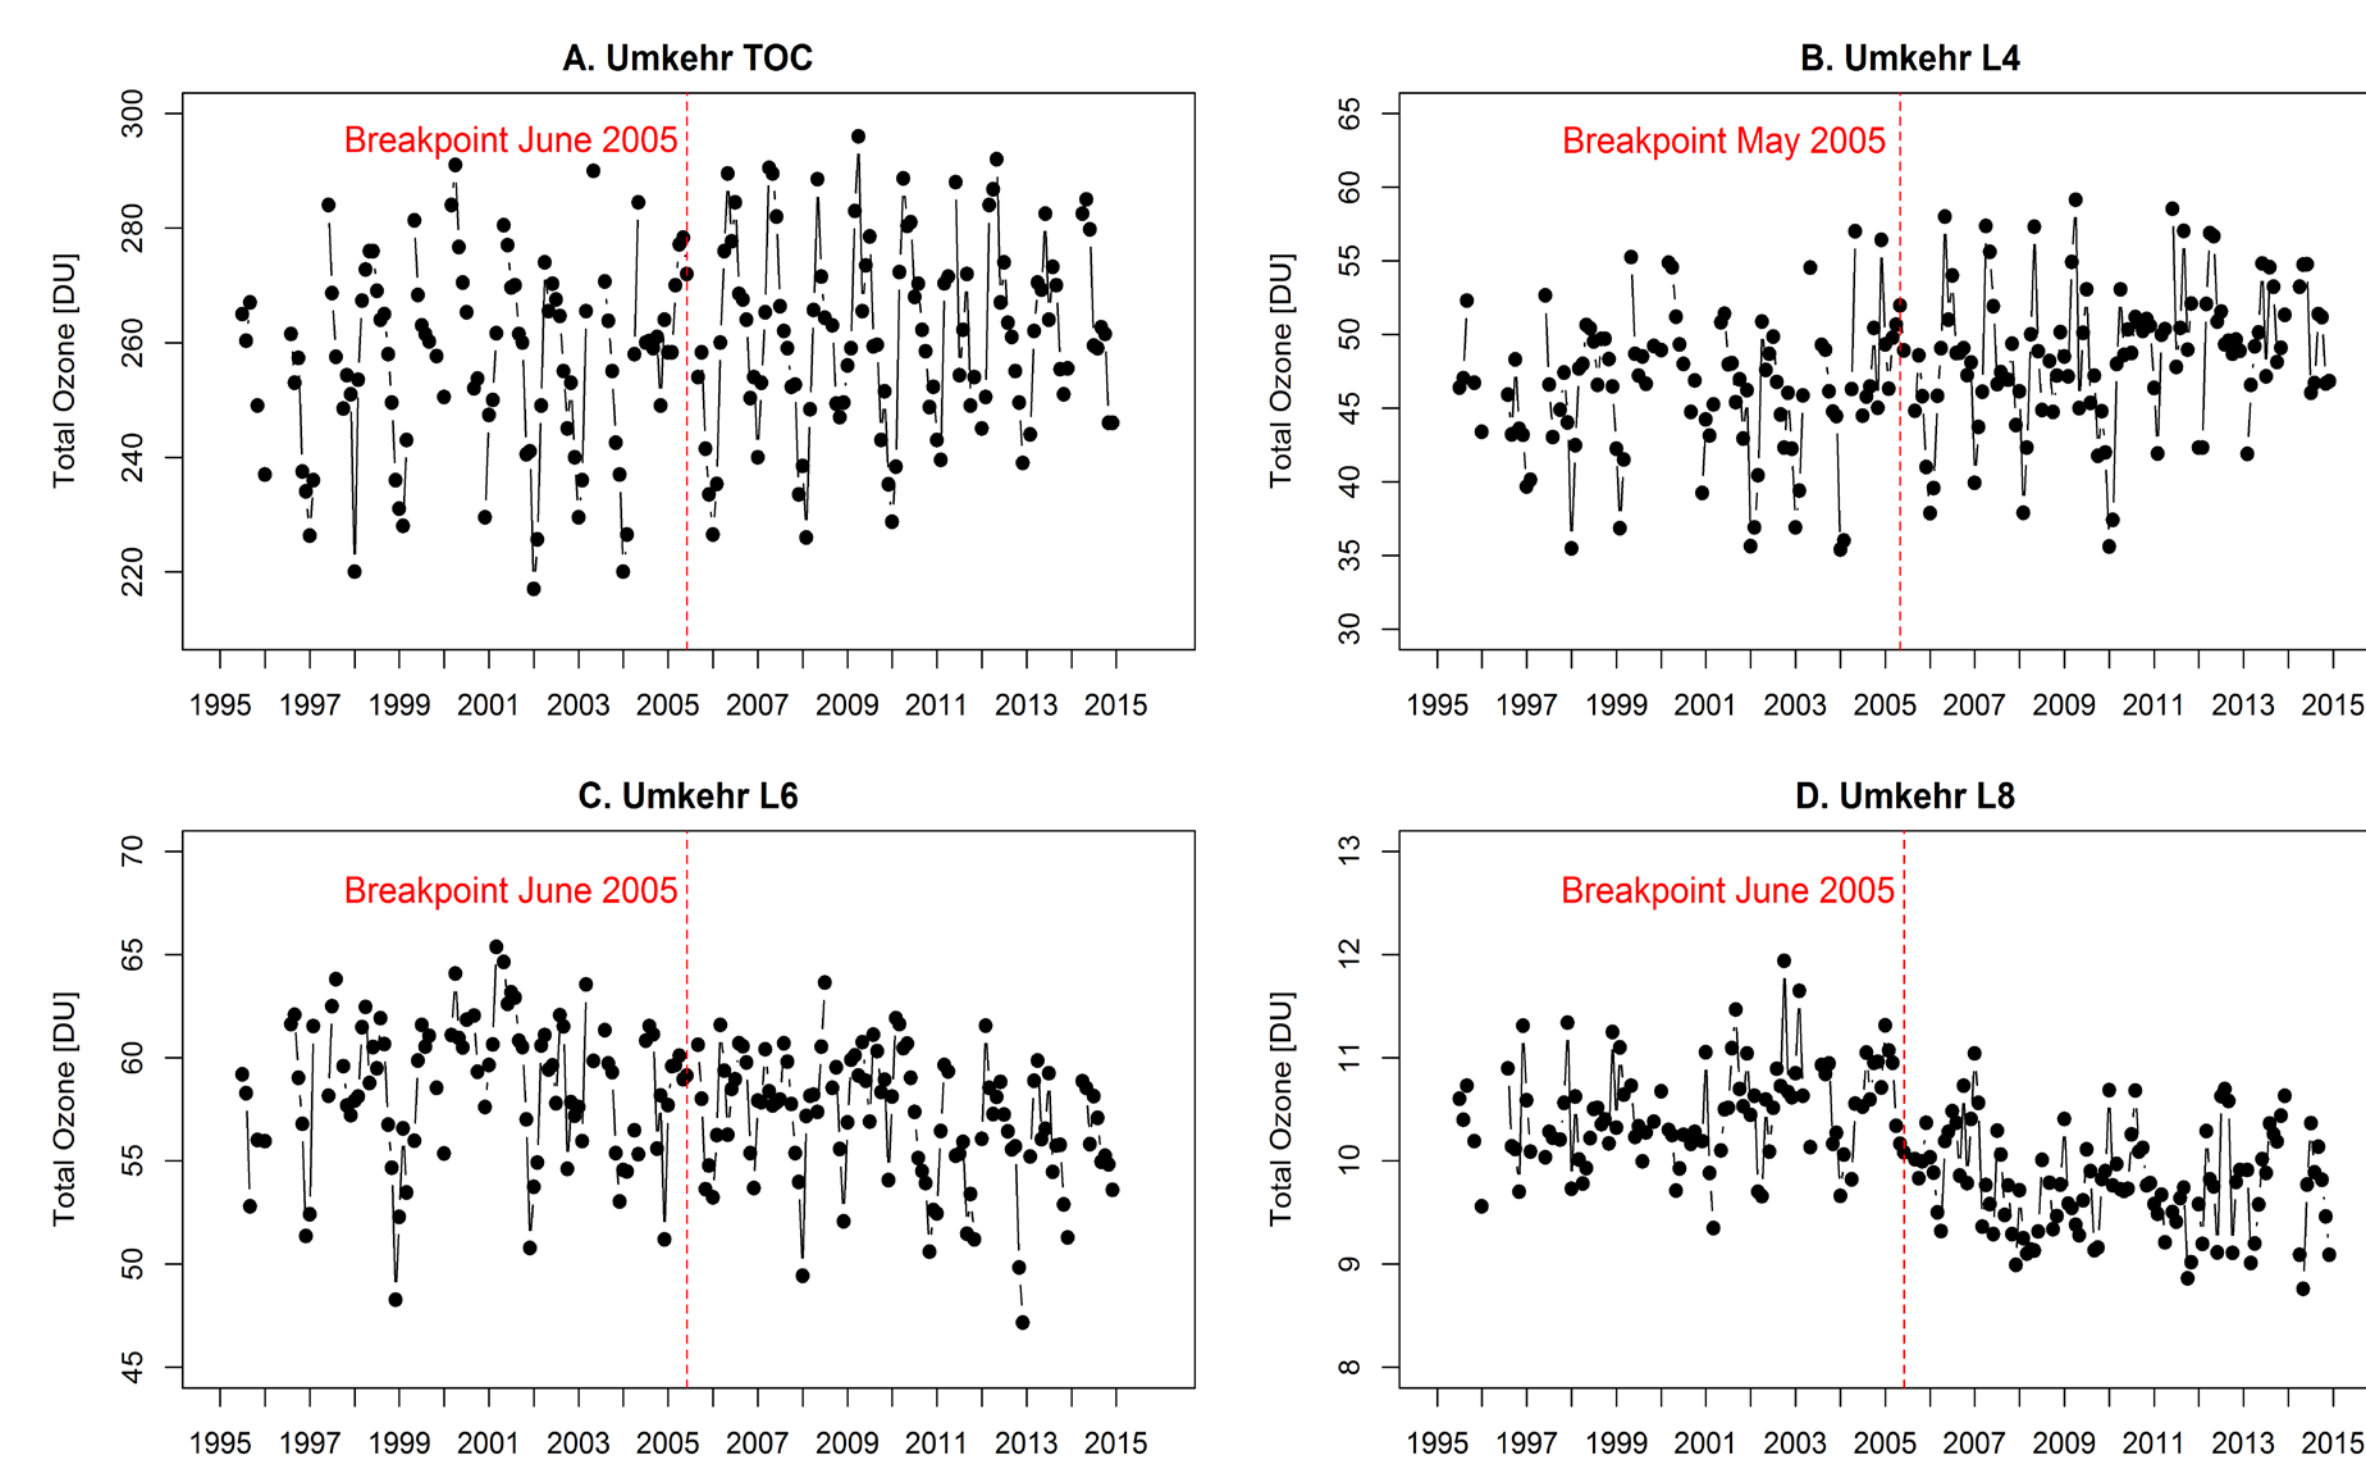 A. Umkehr TOC
Total Ozone [DU]
300
280
260
240
220
Breakpoint June 2005
1995 1997 1999 2001 2003 2005 2007 2009 2011 2013 2015
B. Umkehr L4
Total Ozone [DU]
65
60
55
50
45
40
35
30
Breakpoint May 2005
1995 1997 1999 2001 2003 2005 2007 2009 2011 2013 2015
C. Umkehr L6
Total Ozone [DU]
70
65
60
55
50
45
Breakpoint June 2005
1995 1997 1999 2001 2003 2005 2007 2009 2011 2013 2015
D. Umkehr L8
Total Ozone [DU]
13
12
11
10
9
8
Breakpoint June 2005
1995 1997 1999 2001 2003 2005 2007 2009 2011 2013 2015